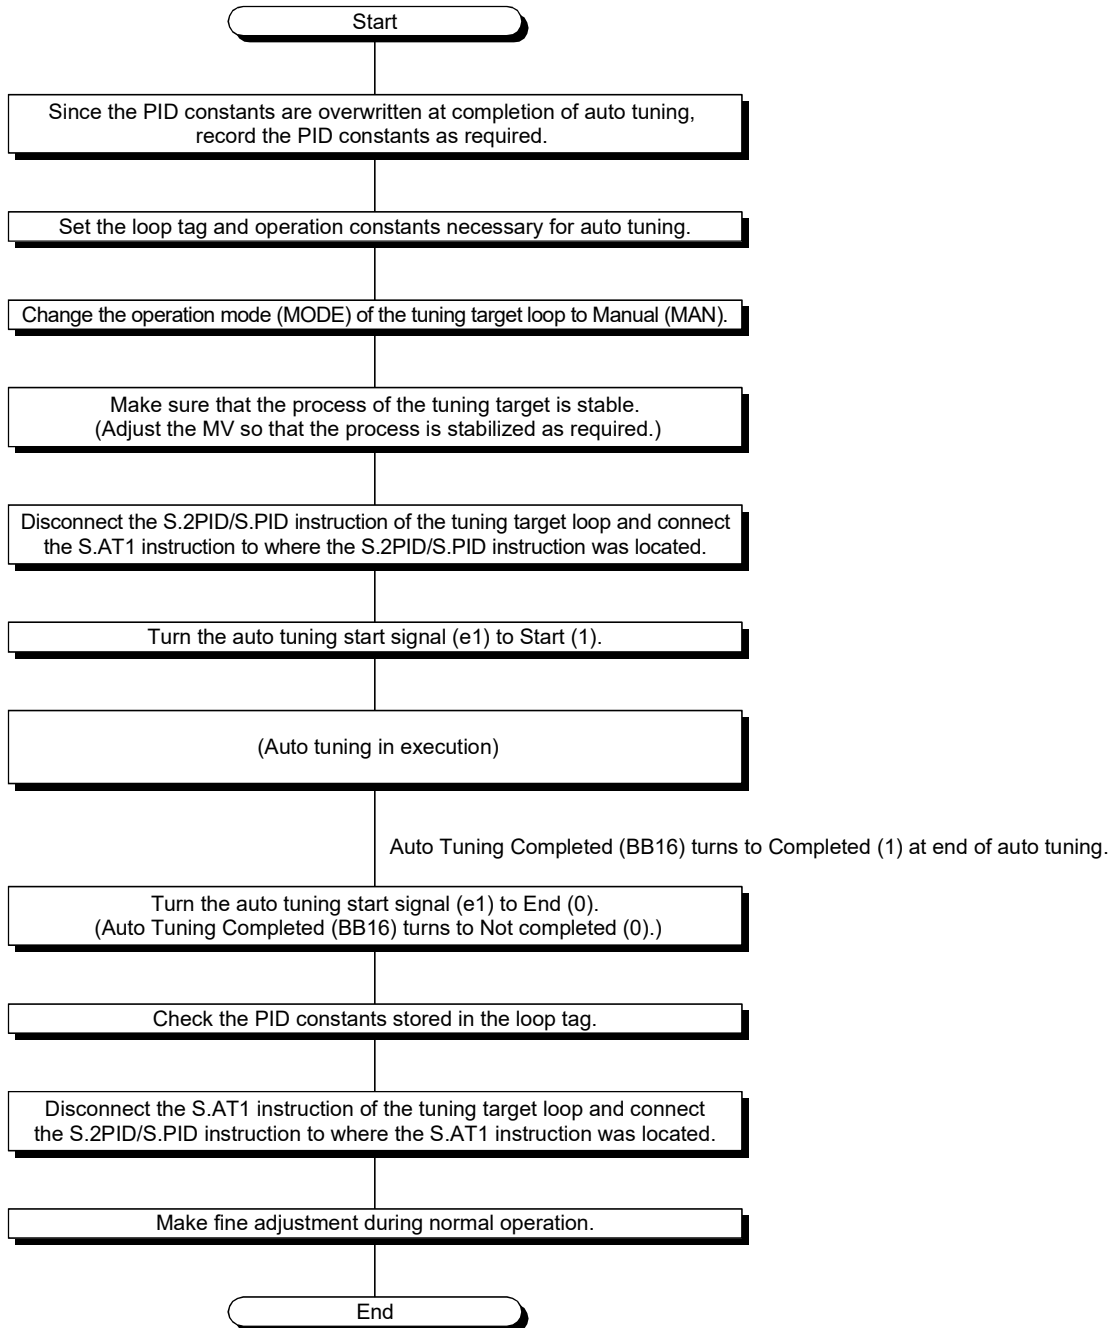 Start
Since the PID constants are overwritten at completion of auto tuning,
record the PID constants as required.
Set the loop tag and operation constants necessary for auto tuning.
Change the operation mode (MODE) of the tuning target loop to Manual (MAN).
Make sure that the process of the tuning target is stable.
(Adjust the MV so that the process is stabilized as required.)
Disconnect the S.2PID/S.PID instruction of the tuning target loop and connect
the S.AT1 instruction to where the S.2PID/S.PID instruction was located.
Turn the auto tuning start signal (e1) to Start (1).
(Auto tuning in execution)
Auto Tuning Completed (BB16) turns to Completed (1) at end of auto tuning.
Turn the auto tuning start signal (e1) to End (0).
(Auto Tuning Completed (BB16) turns to Not completed (0).)
Check the PID constants stored in the loop tag.
Disconnect the S.AT1 instruction of the tuning target loop and connect
the S.2PID/S.PID instruction to where the S.AT1 instruction was located.
Make fine adjustment during normal operation.
End